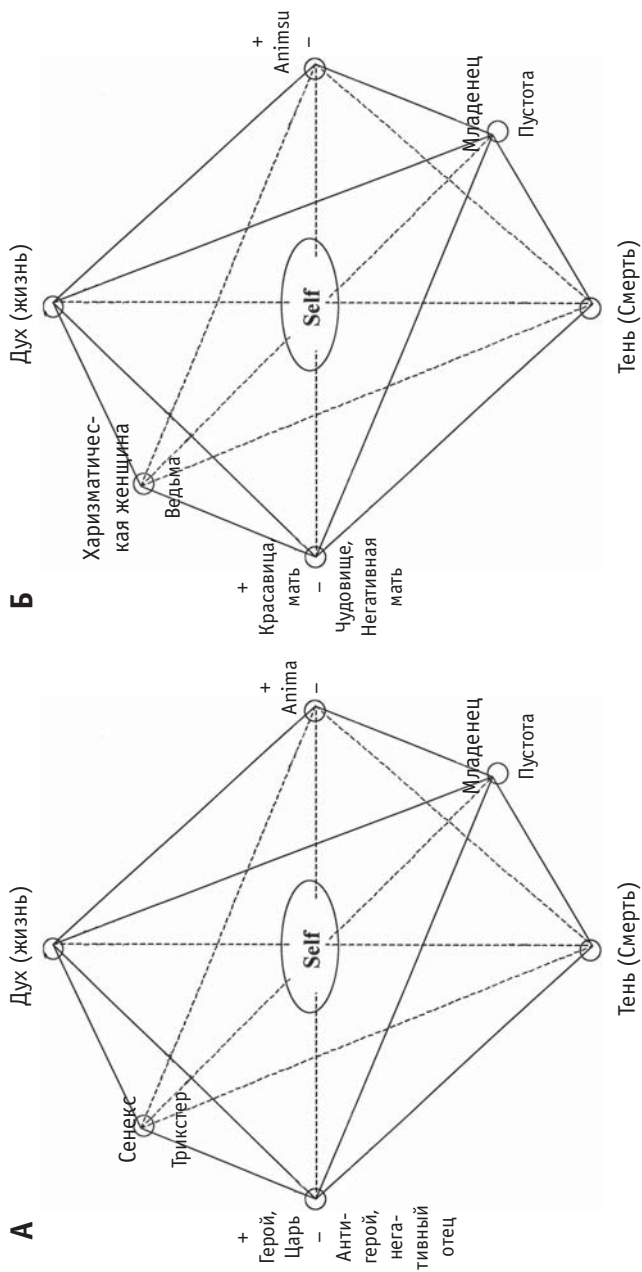 А
Дух (жизнь)
Сенекс
Трикстер
+
Герой,
Царь
–
Анти-
герой,
нега-
тивный
отец
Self
+
Anima
–
Младенец
Пустота
Тень (Смерть)
Б
Дух (жизнь)
Харизматичес-
кая женщина
Ведьма
+
Красавица,
мать
–
Чудовище,
Негативная
мать
Self
+
Animsu
–
Младенец
Пустота
Тень (Смерть)